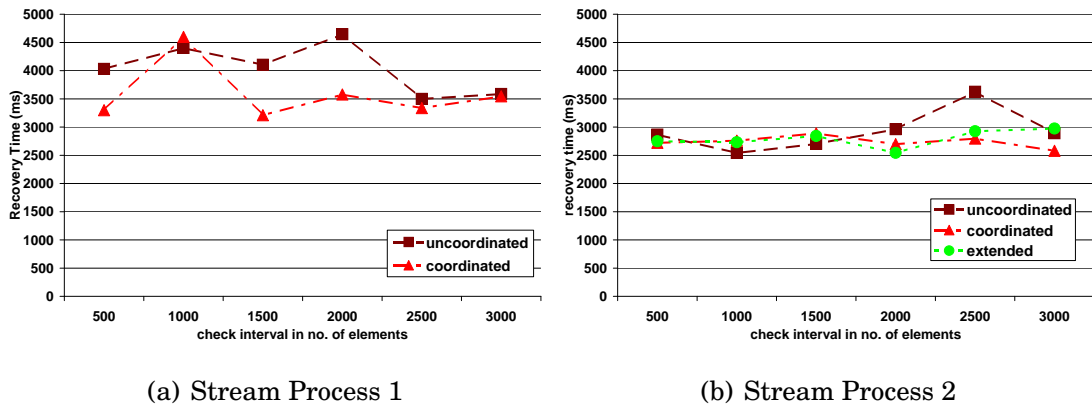 5000
4500
4000
3500
3000
2500
2000
1500
1000
500
0
Recovery Time (ms)
uncoordinated
coordinated
500 1000 1500 2000 2500 3000
check interval in no. of elements
(a) Stream Process 1
5000
4500
4000
3500
3000
2500
2000
1500
1000
500
0
recovery time (ms)
uncoordinated
coordinated
extended
500 1000 1500 2000 2500 3000
check interval in no. of elements
(b) Stream Process 2